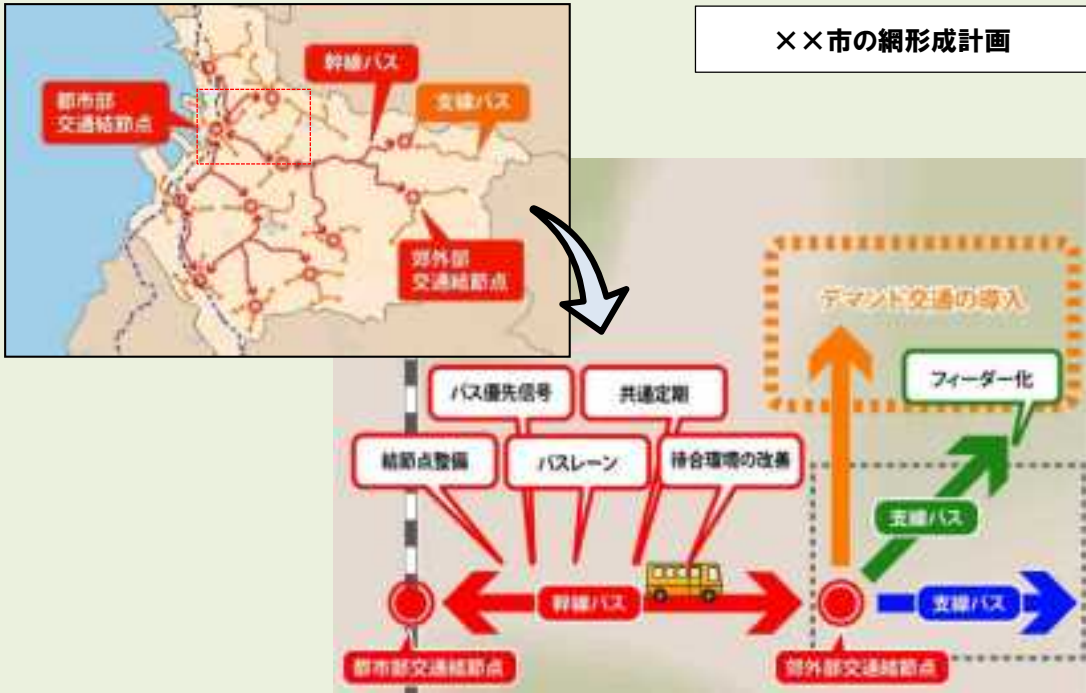 ××市の網形成計画
幹線バス
支線バス
都市部
交通結節点
郊外部
交通結節点
デマンド交通の導入
フィーダー化
バス優先信号
共通定期
結節点整備
バスレーン
待合環境の改善
支線バス
幹線バス
支線バス
都市部交通結節点
郊外部交通結節点